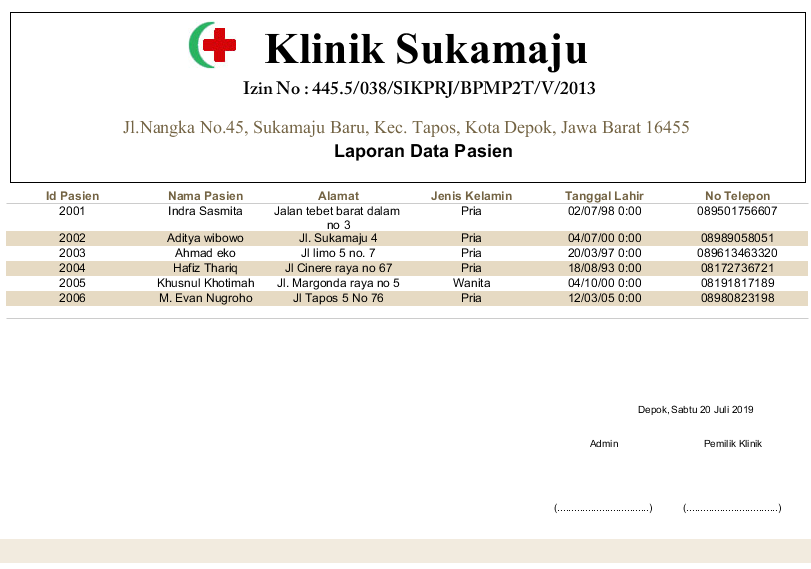 Klinik Sukamaju
Izin No : 445.5/038/SIKPRJ/BPMP2T/V/2013
Jl.Nangka No.45, Sukamaju Baru, Kec. Tapos, Kota Depok, Jawa Barat 16455
Laporan Data Pasien
Id Pasien Nama Pasien Alamat Jenis Kelamin Tanggal Lahir No Telepon
2001 Indra Sasmita Jalan tebet barat dalam Pria 02/07/98 0:00 089501756607
no 3
2002 Aditya wibowo Jl. Sukamaju 4 Pria 04/07/00 0:00 08989058051
2003 Ahmad eko Jl limo 5 no. 7 Pria 20/03/97 0:00 089613463320
2004 Hafiz Thariq Jl Cinere raya no 67 Pria 18/08/93 0:00 08172736721
2005 Khusnul Khotimah Jl. Margonda raya no 5 Wanita 04/10/00 0:00 08191817189
2006 M. Evan Nugroho Jl Tapos 5 No 76 Pria 12/03/05 0:00 08980823198
Depok, Sabtu 20 Juli 2019
Admin Pemilik Klinik
(.................................) (..................................)